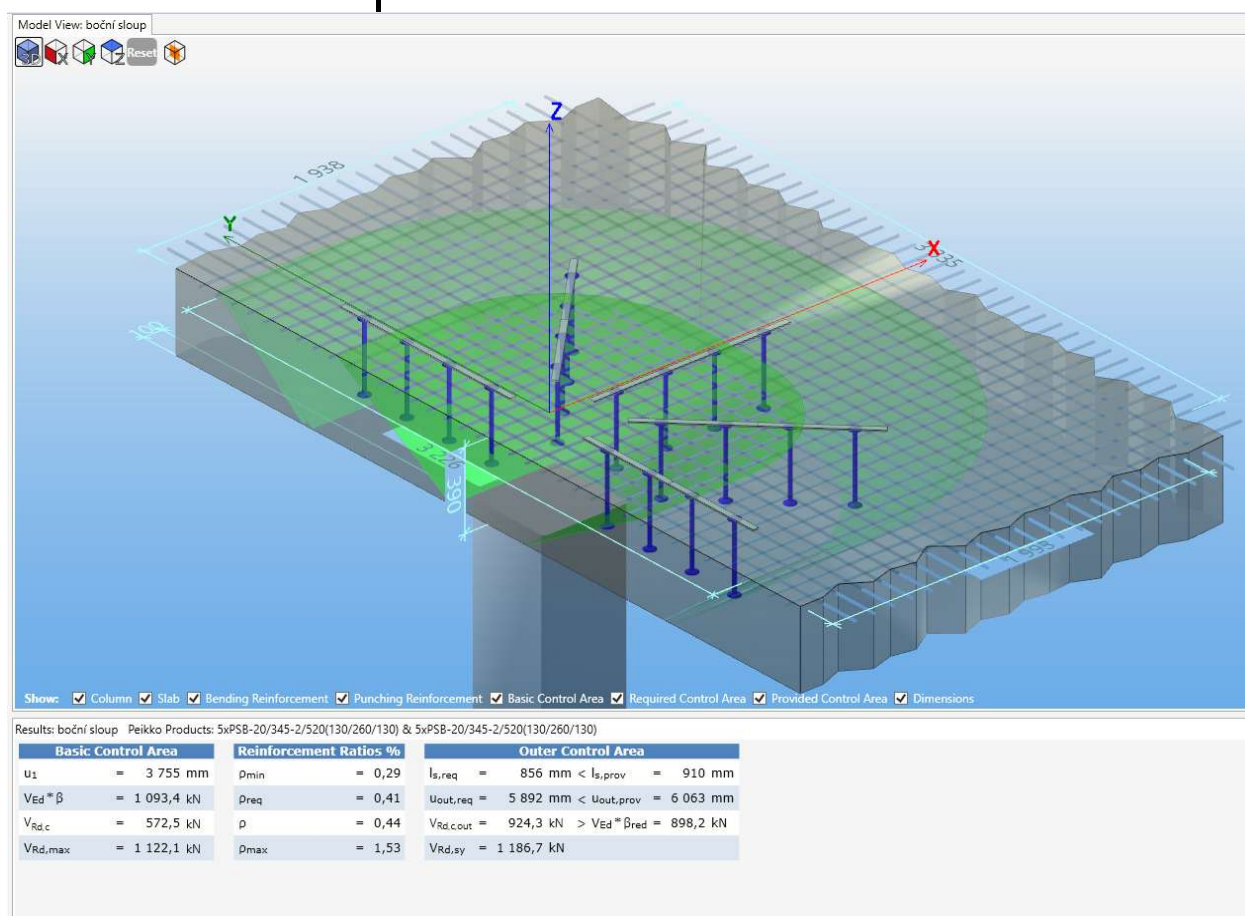 Model View: boční sloup
Reset
Z
1 938
Y
X
100
3 226
390
1 995
Show: Column Slab Bending Reinforcement Punching Reinforcement Basic Control Area Required Control Area Provided Control Area Dimensions
Results: boční sloup Peikko Products: 5xPSB-20/345-2/520(130/260/130) & 5xPSB-20/345-2/520(130/260/130)
Basic Control Area Reinforcement Ratios % Outer Control Area
u1 = 3 755 mm ρmin = 0,29 ls,req = 856 mm < ls,prov = 910 mm
VEd*β = 1 093,4 kN ρreq = 0,41 uout,req = 5 892 mm < uout,prov = 6 063 mm
VRd,c = 572,5 kN ρ = 0,44 VRd,c,out = 924,3 kN > VEd*βred = 898,2 kN
VRd,max = 1 122,1 kN ρmax = 1,53 VRd,sy = 1 186,7 kN